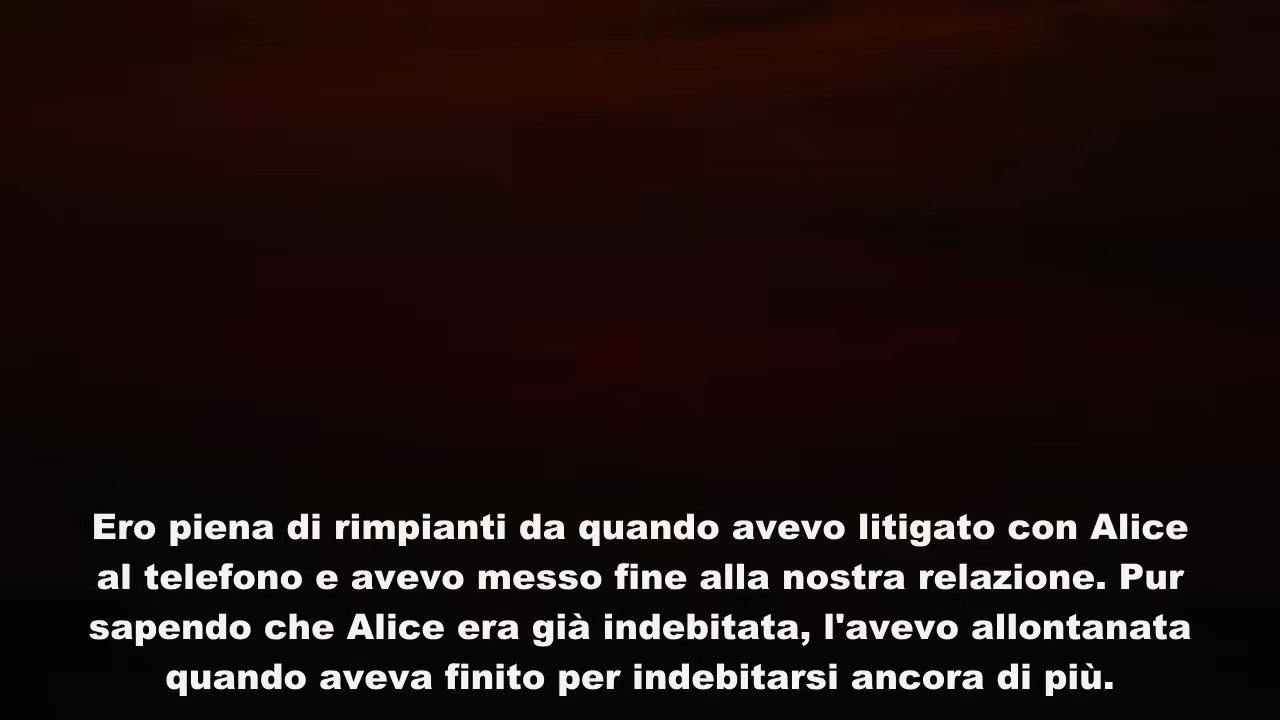 Ero piena di rimpianti da quando avevo litigato con Alice
al telefono e avevo messo fine alla nostra relazione. Pur
sapendo che Alice era già indebitata, l'avevo allontanata
quando aveva finito per indebitarsi ancora di più.